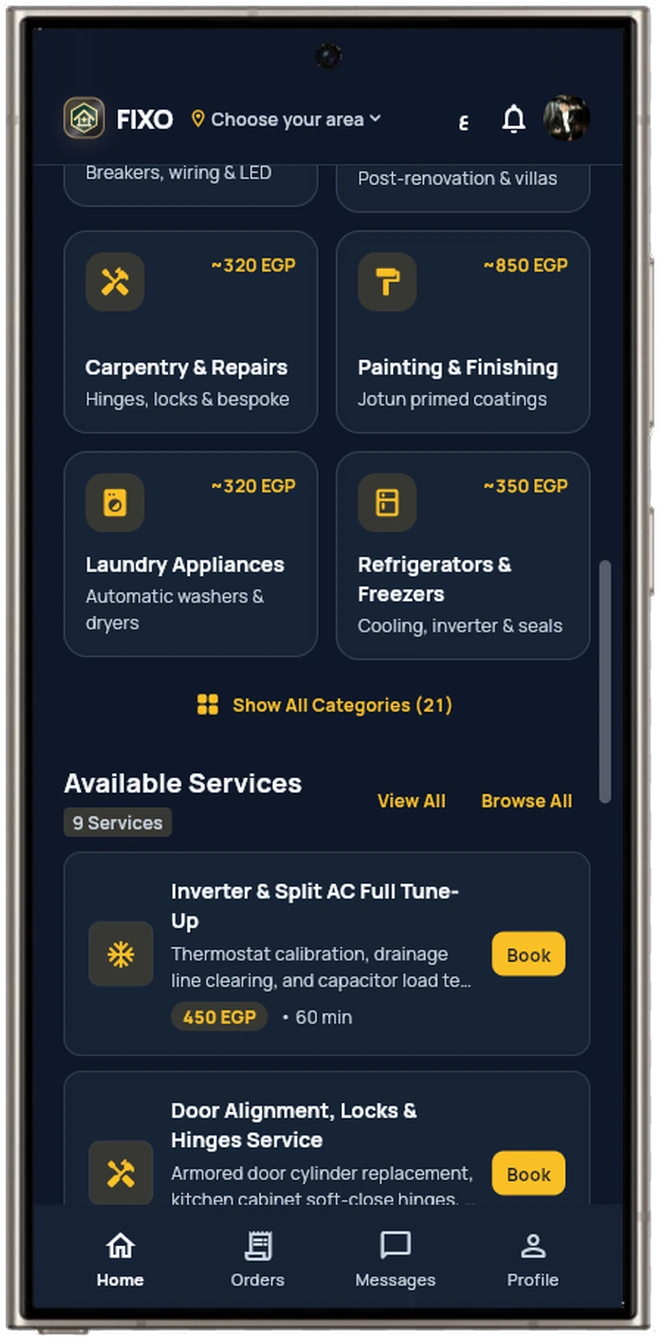 FIXO
Choose your area
ع
Breakers, wiring & LED
Post-renovation & villas
~320 EGP
Carpentry & Repairs
Hinges, locks & bespoke
~850 EGP
Painting & Finishing
Jotun primed coatings
~320 EGP
Laundry Appliances
Automatic washers &
dryers
~350 EGP
Refrigerators &
Freezers
Cooling, inverter & seals
Show All Categories (21)
Available Services
9 Services
View All
Browse All
Inverter & Split AC Full Tune-
Up
Thermostat calibration, drainage
line clearing, and capacitor load te…
450 EGP • 60 min
Book
Door Alignment, Locks &
Hinges Service
Armored door cylinder replacement,
kitchen cabinet soft-close hinges, …
Book
Home
Orders
Messages
Profile